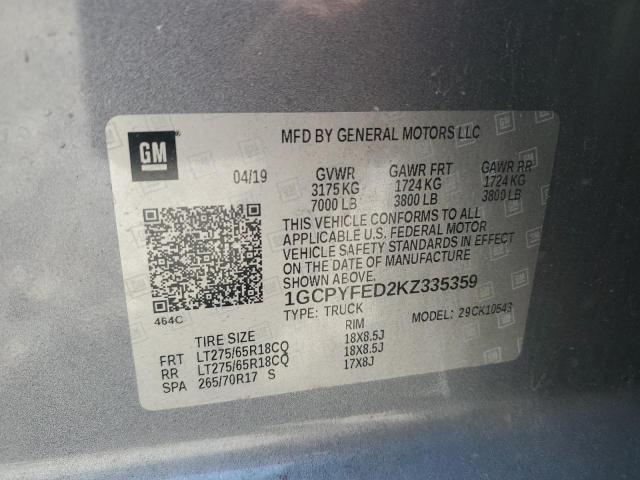 GM
MFD BY GENERAL MOTORS LLC
04/19 GVWR GAWR FRT GAWR RR
3175 KG 1724 KG 1724 KG
7000 LB 3800 LB 3800 LB
THIS VEHICLE CONFORMS TO ALL
APPLICABLE U.S. FEDERAL MOTOR
VEHICLE SAFETY STANDARDS IN EFFECT
ON THE DATE OF MANUFACTURE
SHOWN ABOVE.
1GCPYFED2KZ335359
464C TYPE: TRUCK MODEL: 29CK10543
TIRE SIZE RIM
FRT LT275/65R18CQ 18X8.5J
RR LT275/65R18CQ 18X8.5J
SPA 265/70R17 S 17X8J